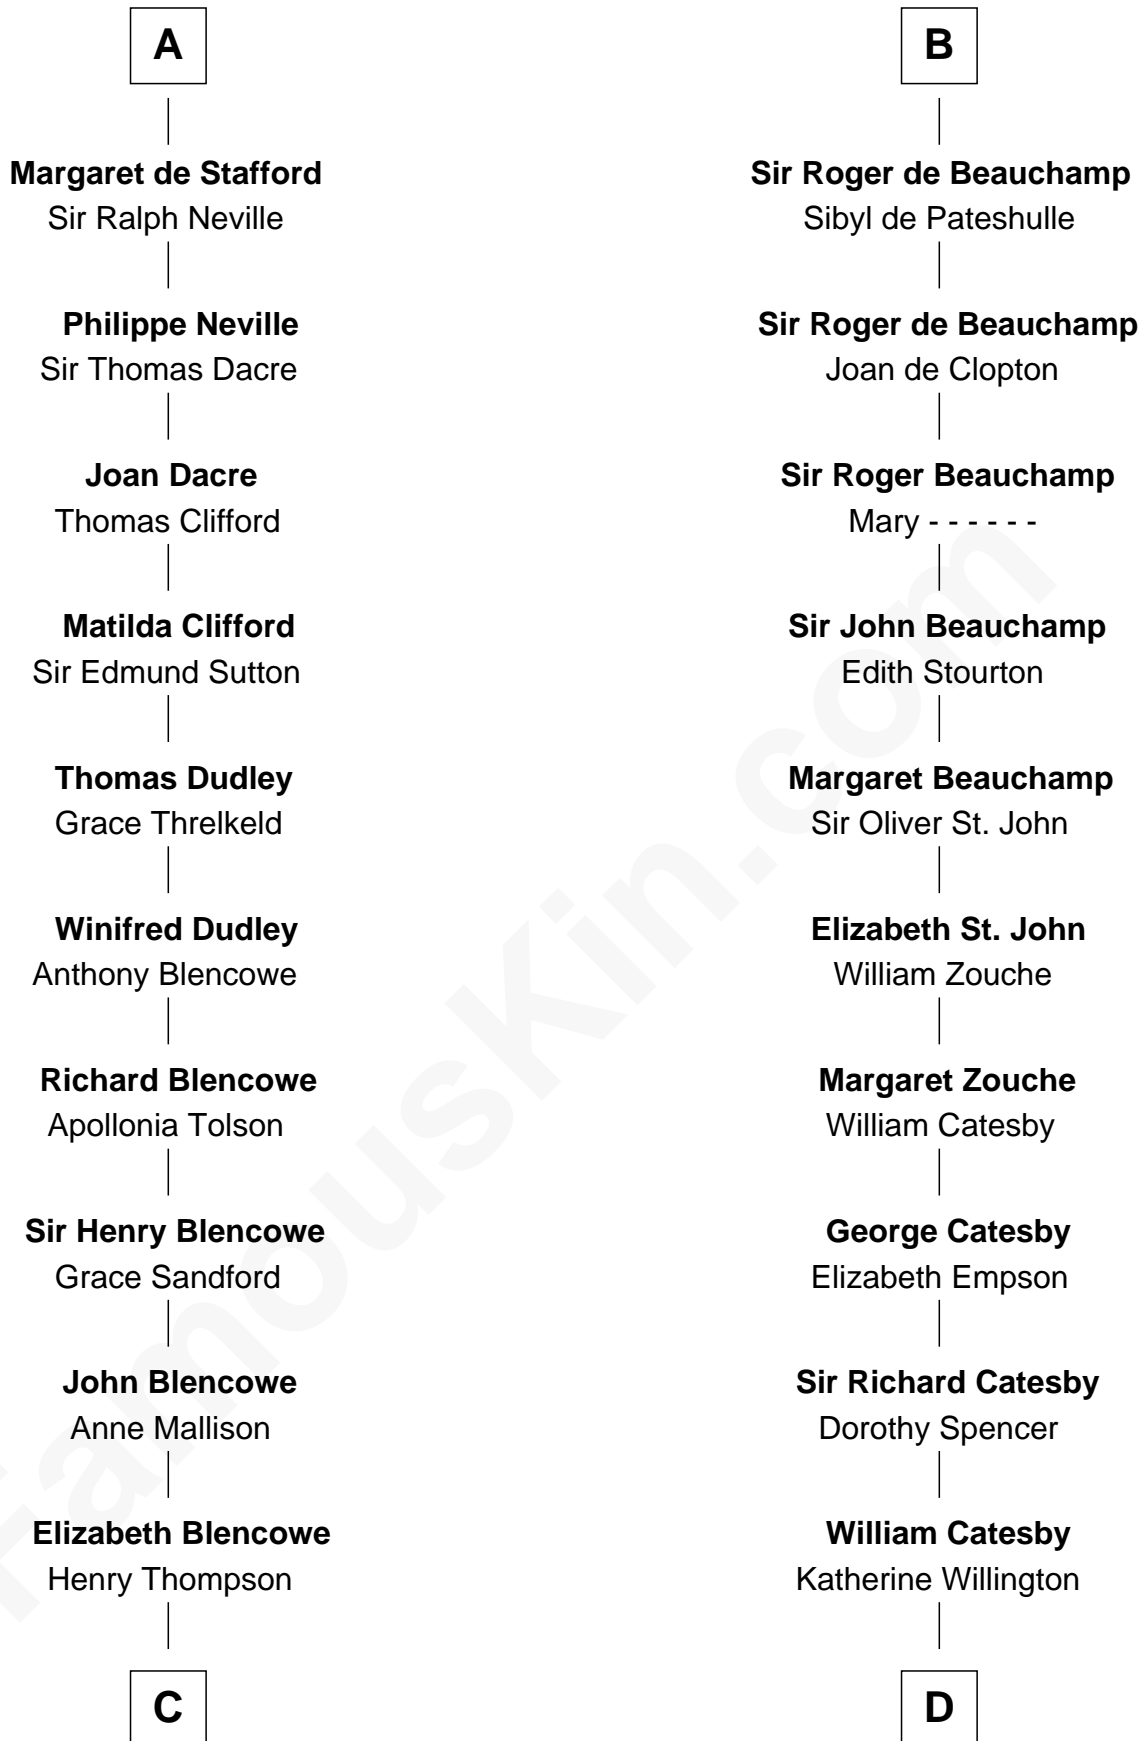 A
Margaret de Stafford
Sir Ralph Neville
Philippe Neville
Sir Thomas Dacre
Joan Dacre
Thomas Clifford
Matilda Clifford
Sir Edmund Sutton
Thomas Dudley
Grace Threlkeld
Winifred Dudley
Anthony Blencowe
Richard Blencowe
Apollonia Tolson
Sir Henry Blencowe
Grace Sandford
John Blencowe
Anne Mallison
Elizabeth Blencowe
Henry Thompson
C
B
Sir Roger de Beauchamp
Sibyl de Pateshulle
Sir Roger de Beauchamp
Joan de Clopton
Sir Roger Beauchamp
Mary - - - - - -
Sir John Beauchamp
Edith Stourton
Margaret Beauchamp
Sir Oliver St. John
Elizabeth St. John
William Zouche
Margaret Zouche
William Catesby
George Catesby
Elizabeth Empson
Sir Richard Catesby
Dorothy Spencer
William Catesby
Katherine Willington
D
FamousKin.com